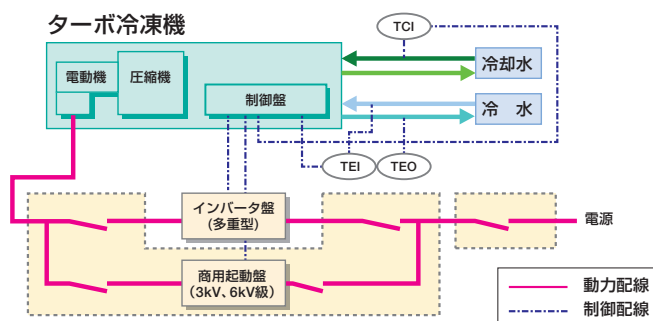 ターボ冷凍機
TCI
電動機
圧縮機
制御盤
冷却水
冷 水
TEI
TEO
インバータ盤
(多重型)
電源
商用起動盤
(3kV、6kV級)
動力配線
制御配線